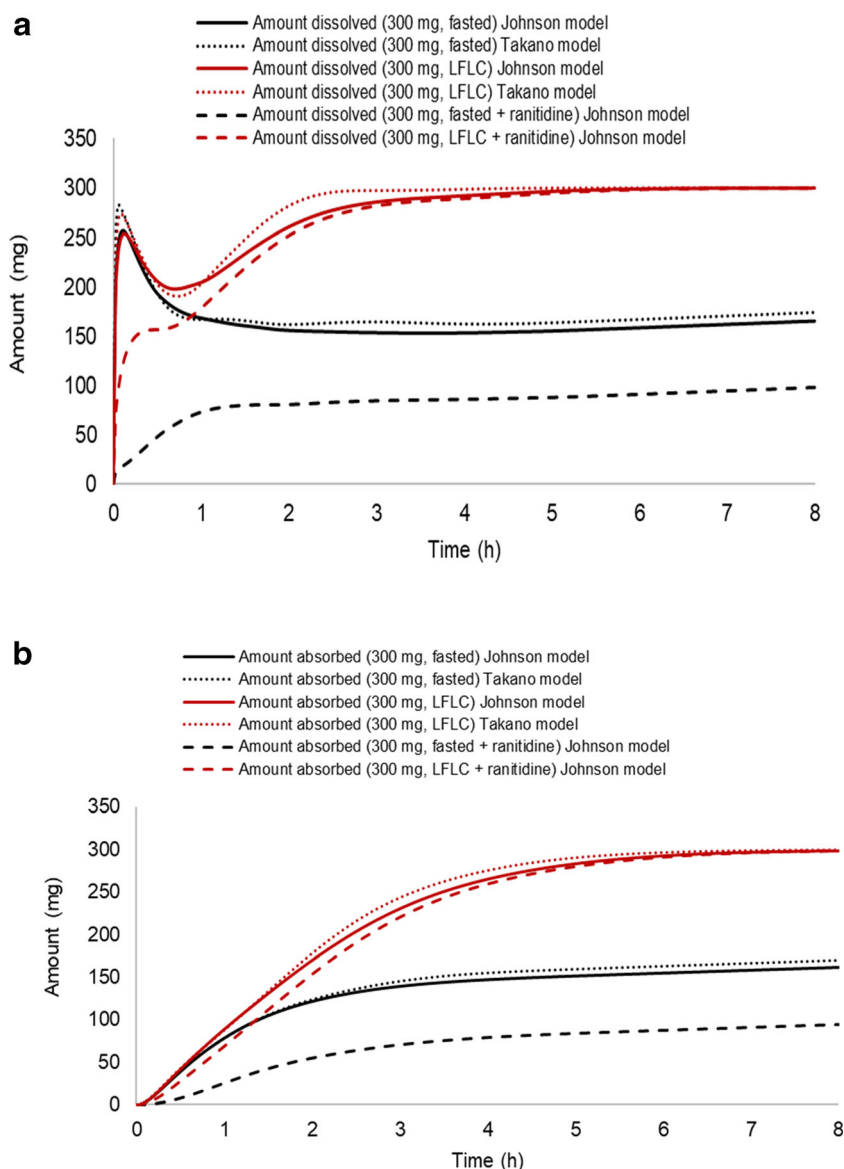 a
Amount dissolved (300 mg, fasted) Johnson model
Amount dissolved (300 mg, fasted) Takano model
Amount dissolved (300 mg, LFLC) Johnson model
Amount dissolved (300 mg, LFLC) Takano model
Amount dissolved (300 mg, fasted + ranitidine) Johnson model
Amount dissolved (300 mg, LFLC + ranitidine) Johnson model
350
300
250
200
150
100
50
0
Amount (mg)
0 1 2 3 4 5 6 7 8
Time (h)
b
Amount absorbed (300 mg, fasted) Johnson model
Amount absorbed (300 mg, fasted) Takano model
Amount absorbed (300 mg, LFLC) Johnson model
Amount absorbed (300 mg, LFLC) Takano model
Amount absorbed (300 mg, fasted + ranitidine) Johnson model
Amount absorbed (300 mg, LFLC + ranitidine) Johnson model
350
300
250
200
150
100
50
0
Amount (mg)
0 1 2 3 4 5 6 7 8
Time (h)